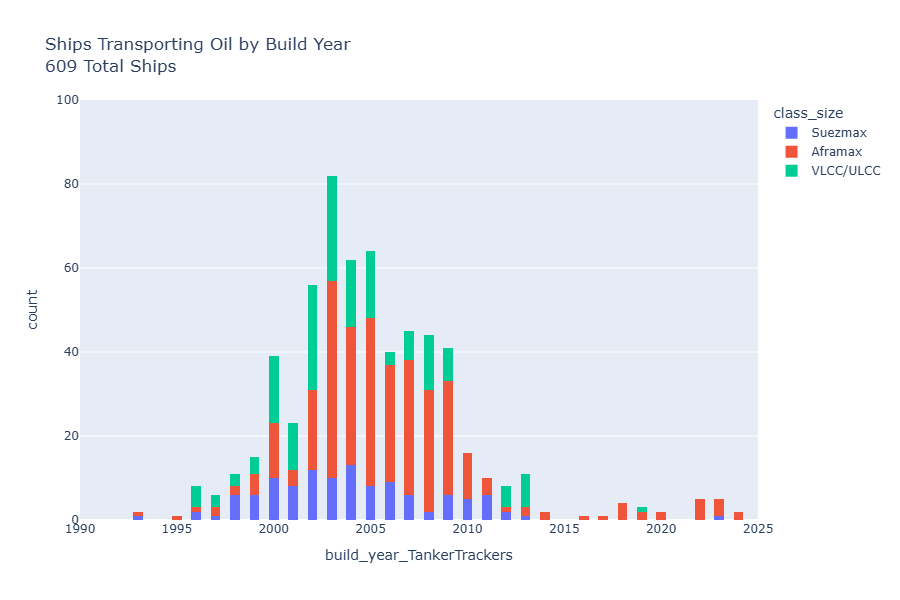 Ships Transporting Oil by Build Year
609 Total Ships
class_size
Suezmax
Aframax
VLCC/ULCC
100
80
60
40
20
0
count
1990
1995
2000
2005
2010
2015
2020
2025
build_year_TankerTrackers